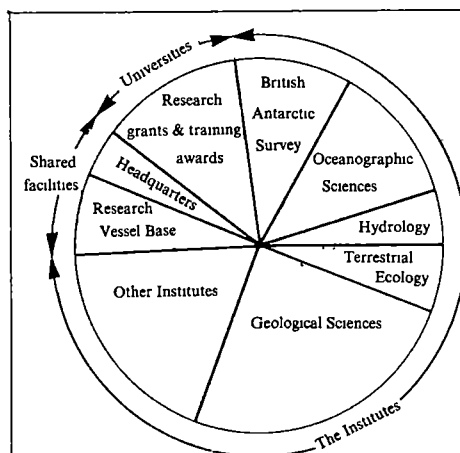 Universities
British
Antarctic
Survey
Research
grants & training
awards
Oceanographic
Sciences
Shared
facilities
Headquarters
Research
Vessel Base
Hydrology
Terrestrial
Ecology
Other Institutes
Geological Sciences
The Institutes